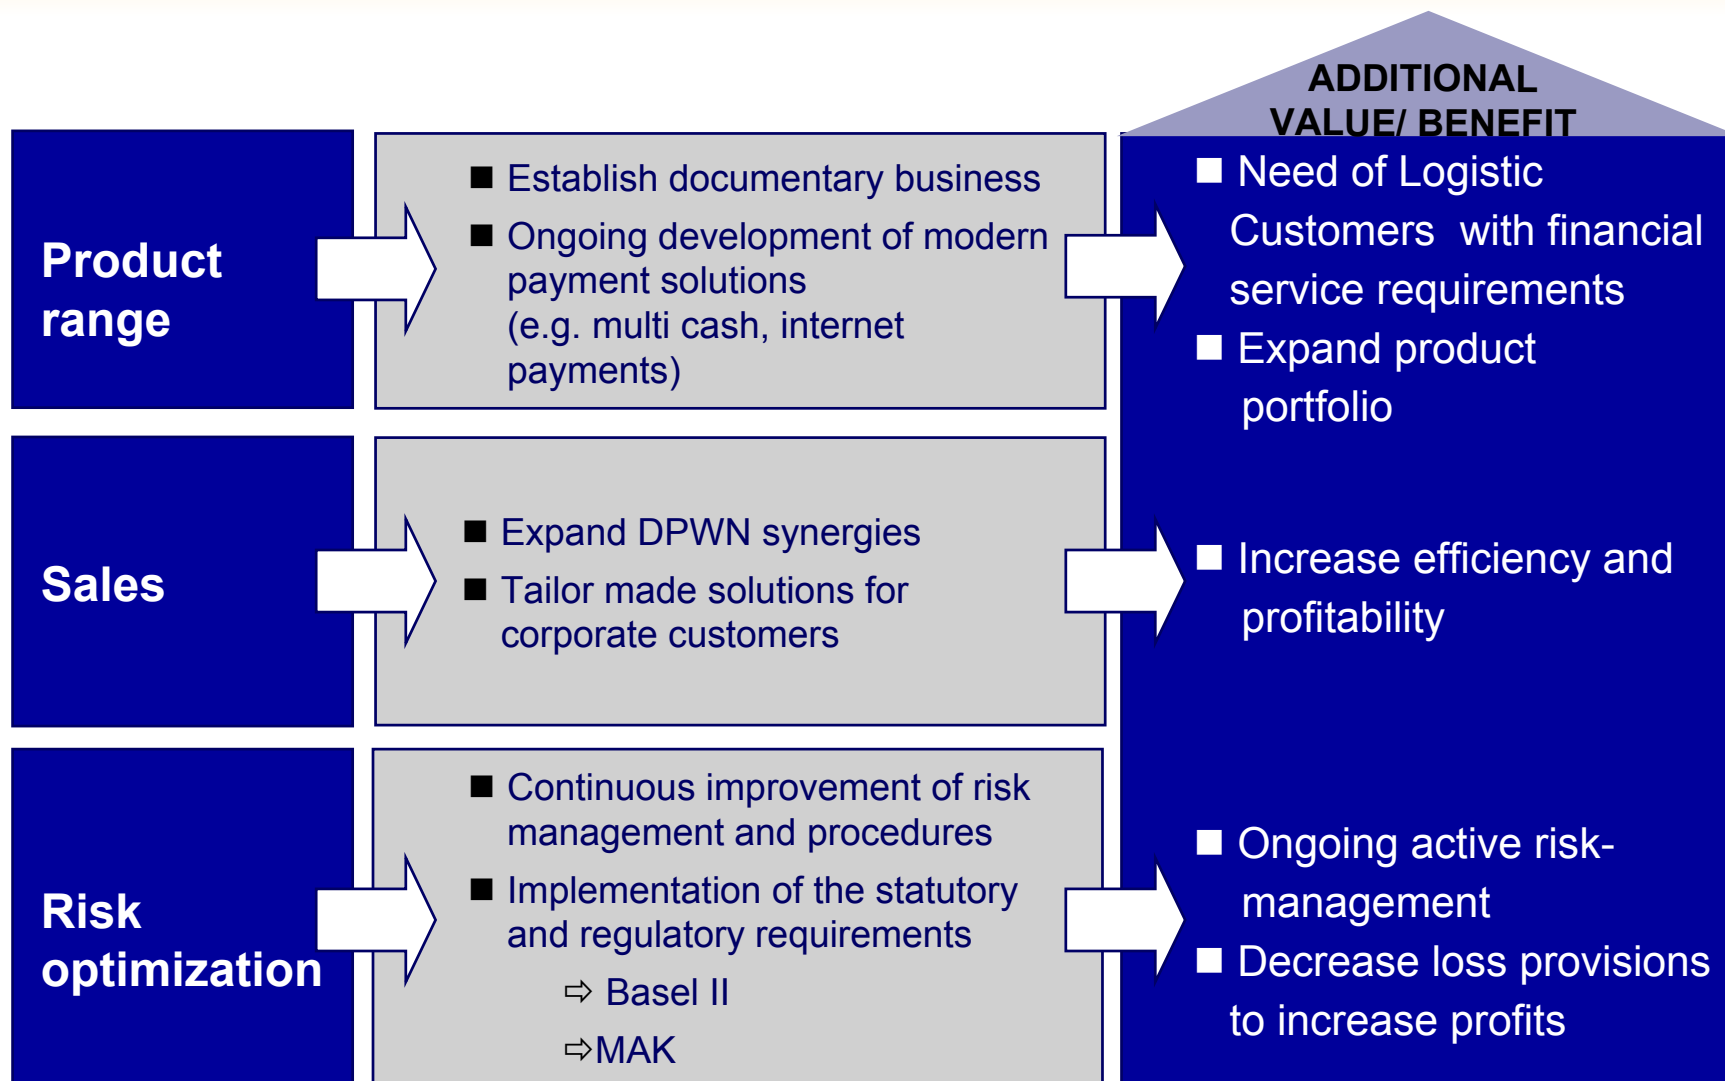 ADDITIONAL
VALUE/ BENEFIT
Product
range
■ Establish documentary business
■ Ongoing development of modern
payment solutions
(e.g. multi cash, internet
payments)
■ Need of Logistic
Customers with financial
service requirements
■ Expand product
portfolio
Sales
■ Expand DPWN synergies
■ Tailor made solutions for
corporate customers
■ Increase efficiency and
profitability
Risk
optimization
■ Continuous improvement of risk
management and procedures
■ Implementation of the statutory
and regulatory requirements
⇨ Basel II
⇨MAK
■ Ongoing active risk-
management
■ Decrease loss provisions
to increase profits